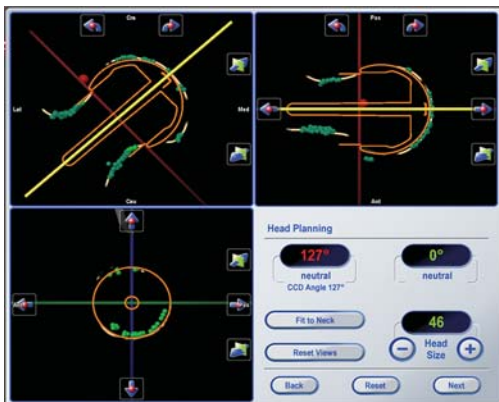 Cra
Pos
Lat
Med
Cau
Ant
Head Planning
127°
0°
neutral
neutral
CCD Angle 127°
Fit to Neck
46
Reset Views
Head
Size
Back
Reset
Next